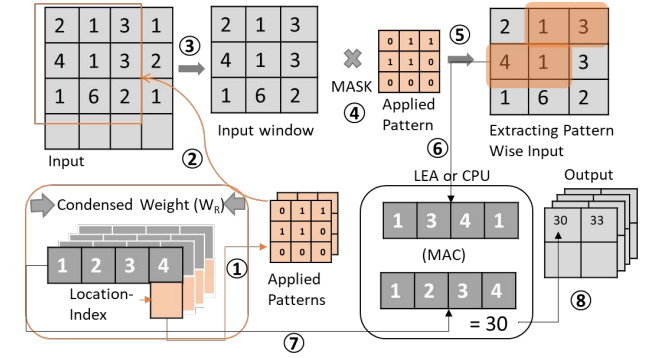 2 1 3 1
4 1 3 2
1 6 2 1
Input
③
2 1 3
4 1 3
1 6 2
Input window
MASK
④
0 1 1
1 1 0
0 0 0
Applied
Pattern
⑤
2 1 3
4 1 3
1 6 2
Extracting Pattern
Wise Input
②
⑥
Condensed Weight (WR)
1 2 3 4
Location-
Index
①
0 1 1
1 1 0
0 0 0
Applied
Patterns
⑦
LEA or CPU
1 3 4 1
(MAC)
1 2 3 4
= 30
Output
30 33
⑧